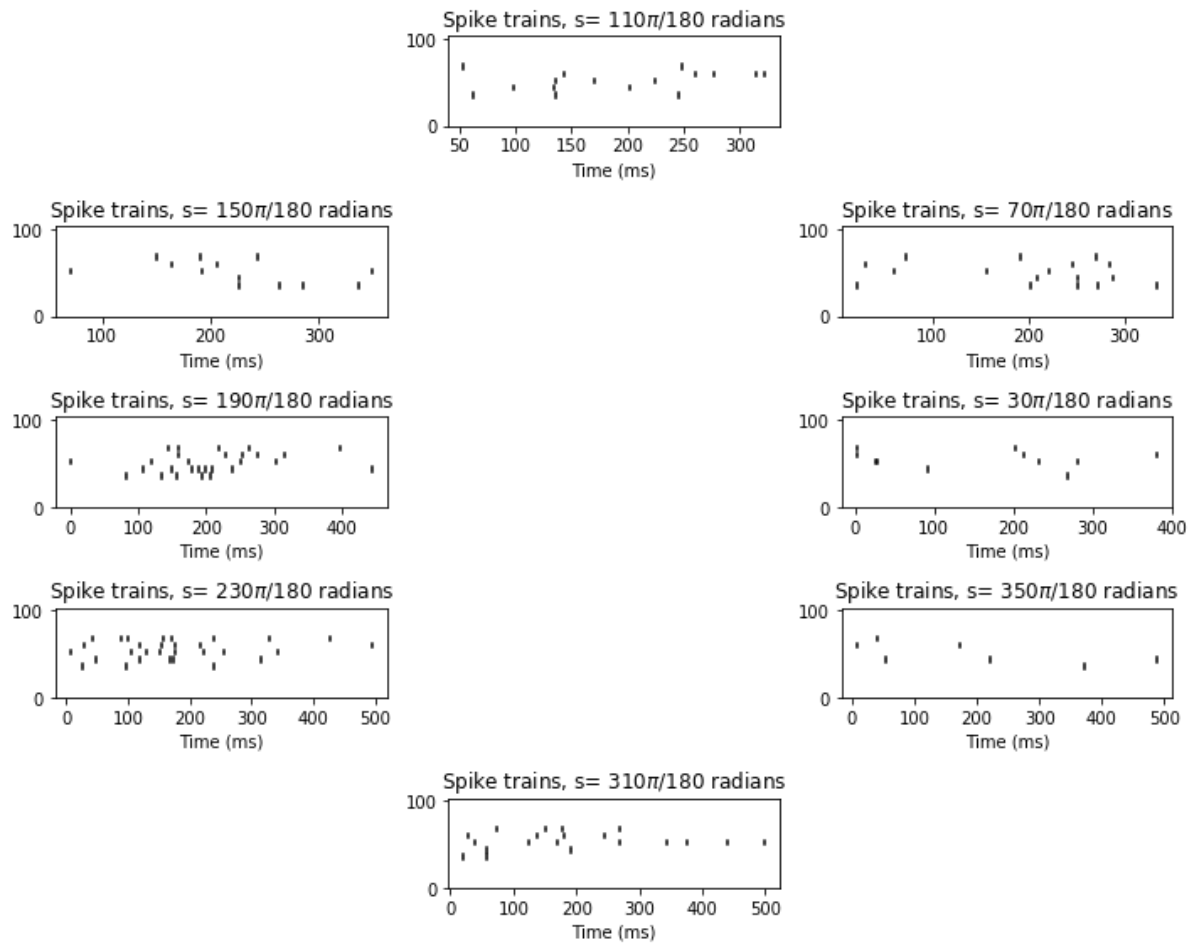 Spike trains, s= 110π/180 radians
100
0
50 100 150 200 250 300
Time (ms)
Spike trains, s= 150π/180 radians
100
0
100 200 300
Time (ms)
Spike trains, s= 70π/180 radians
100
0
100 200 300
Time (ms)
Spike trains, s= 190π/180 radians
100
0
0 100 200 300 400
Time (ms)
Spike trains, s= 30π/180 radians
100
0
0 100 200 300 400
Time (ms)
Spike trains, s= 230π/180 radians
100
0
0 100 200 300 400 500
Time (ms)
Spike trains, s= 350π/180 radians
100
0
0 100 200 300 400 500
Time (ms)
Spike trains, s= 310π/180 radians
100
0
0 100 200 300 400 500
Time (ms)